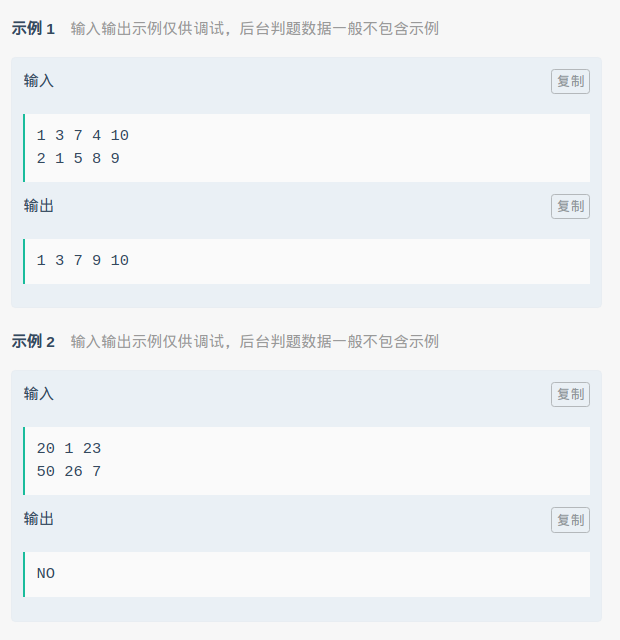 示例 1 输入输出示例仅供调试，后台判题数据一般不包含示例
输入 复制
1 3 7 4 10
2 1 5 8 9
输出 复制
1 3 7 9 10
示例 2 输入输出示例仅供调试，后台判题数据一般不包含示例
输入 复制
20 1 23
50 26 7
输出 复制
NO